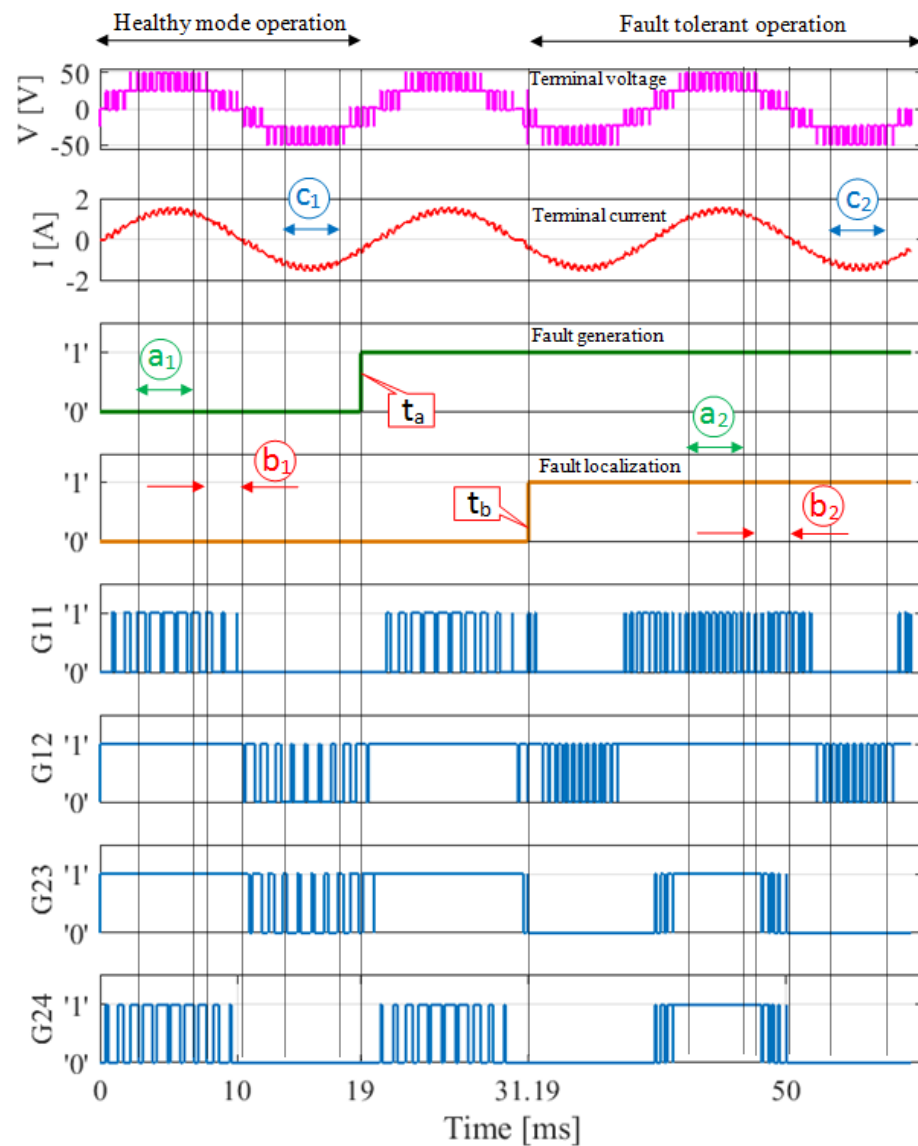 Healthy mode operation
Fault tolerant operation
V [V]
50
0
-50
Terminal voltage
I [A]
2
0
-2
c1
Terminal current
c2
'1'
'0'
a1
Fault generation
ta
a2
'1'
'0'
b1
Fault localization
tb
b2
G11
'1'
'0'
G12
'1'
'0'
G23
'1'
'0'
G24
'1'
'0'
0 10 19 31.19 50
Time [ms]